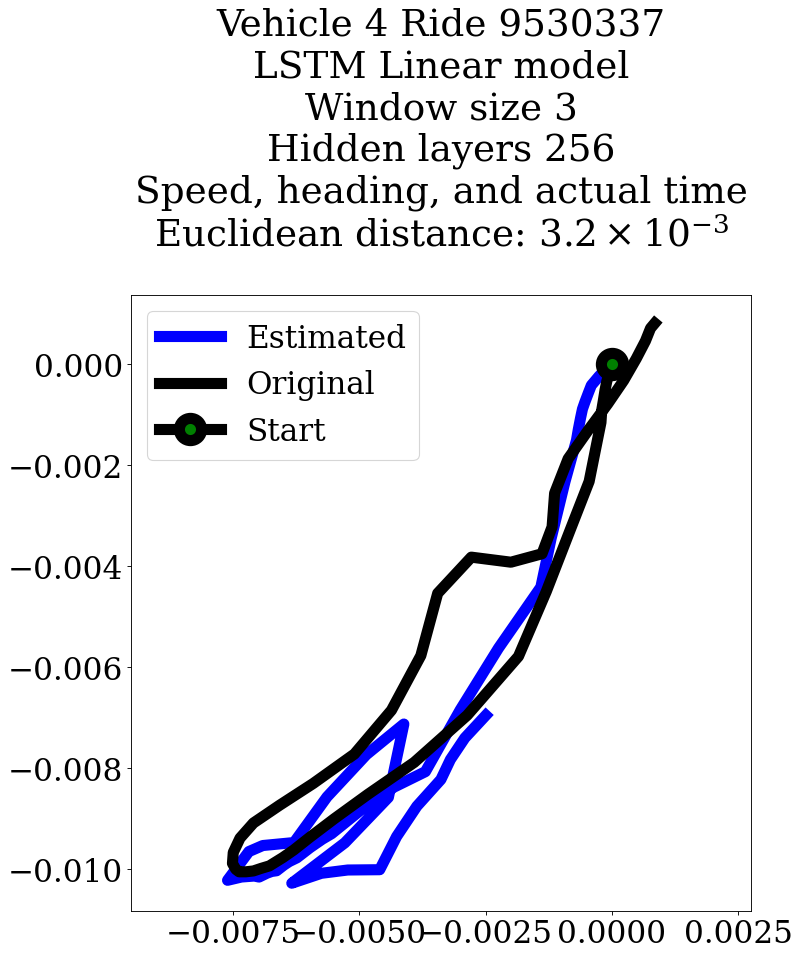 Vehicle 4 Ride 9530337
LSTM Linear model
Window size 3
Hidden layers 256
Speed, heading, and actual time
Euclidean distance: 3.2 × 10⁻³
Estimated
Original
Start
0.000
−0.002
−0.004
−0.006
−0.008
−0.010
−0.0075 −0.0050 −0.0025 0.0000 0.0025